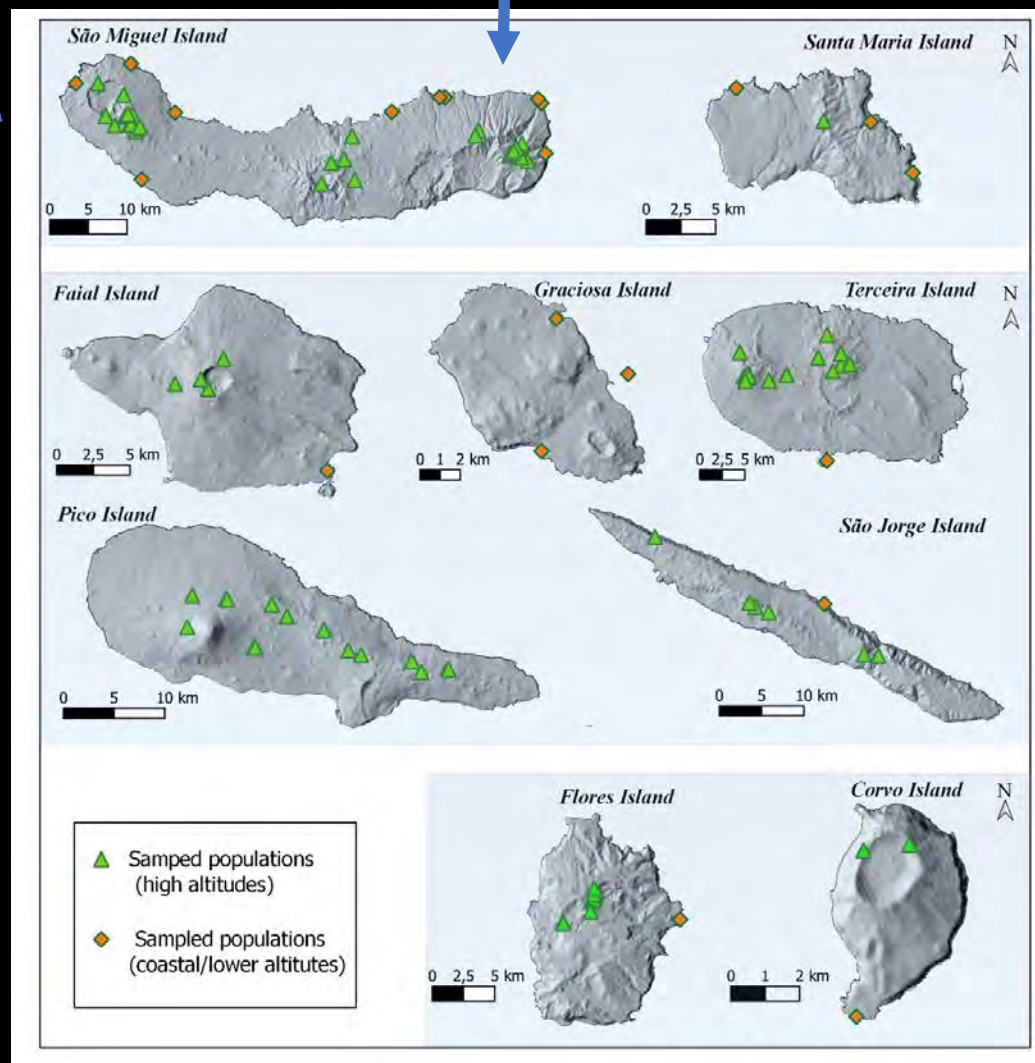 São Miguel Island
Santa Maria Island
N
0 5 10 km
0 2,5 5 km
Faial Island
Graciosa Island
Terceira Island
N
0 2,5 5 km
0 1 2 km
0 2,5 5 km
Pico Island
São Jorge Island
0 5 10 km
0 5 10 km
Flores Island
Corvo Island
N
Samped populations
(high altitudes)
Sampled populations
(coastal/lower altitutes)
0 2,5 5 km
0 1 2 km